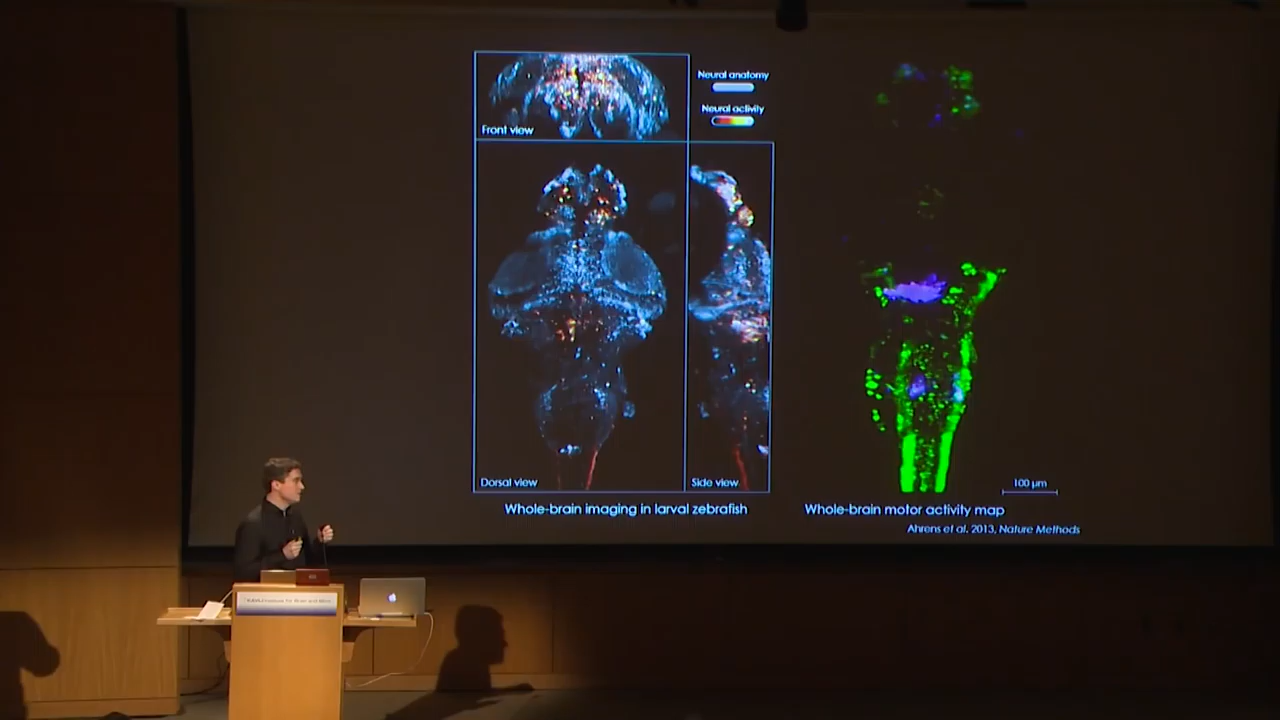 Neural anatomy
Neural activity
Front view
Dorsal view
Side view
100 µm
Whole-brain imaging in larval zebrafish
Whole-brain motor activity map
Ahrens et al. 2013, Nature Methods